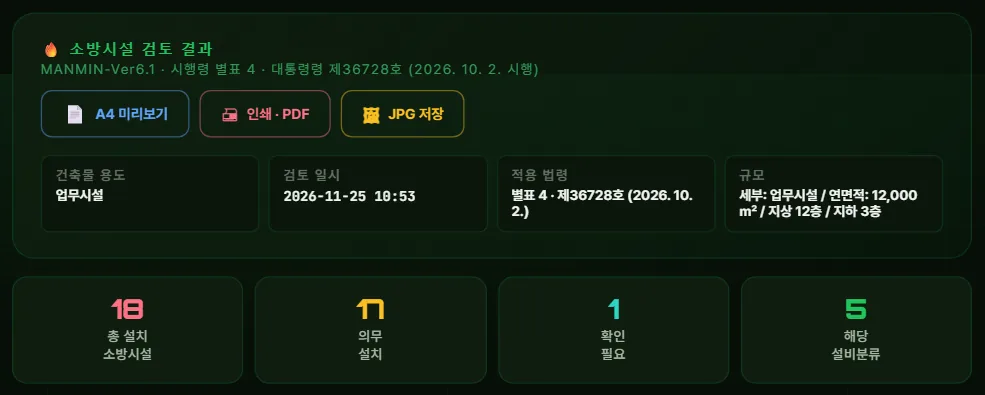 소방시설 검토 결과
MANMIN-Ver6.1 · 시행령 별표 4 · 대통령령 제36728호 (2026. 10. 2. 시행)
A4 미리보기
인쇄 · PDF
JPG 저장
건축물 용도
업무시설
검토 일시
2026-11-25 10:53
적용 법령
별표 4 · 제36728호 (2026. 10.
2.)
규모
세부: 업무시설 / 연면적: 12,000
m² / 지상 12층 / 지하 3층
18
총 설치
소방시설
17
의무
설치
1
확인
필요
5
해당
설비분류